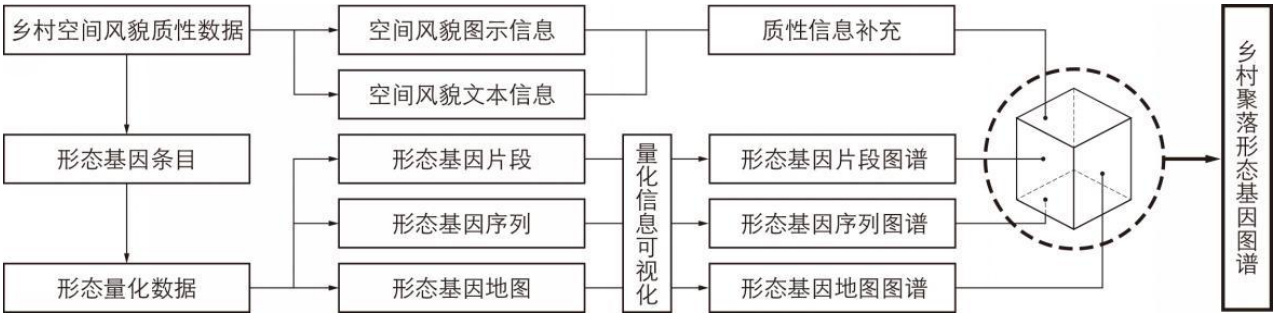 乡村空间风貌质性数据
空间风貌图示信息
质性信息补充
空间风貌文本信息
形态基因条目
形态基因片段
形态基因片段图谱
形态基因序列
形态基因序列图谱
形态量化数据
形态基因地图
形态基因地图图谱
量化信息可视化
乡村聚落形态基因图谱